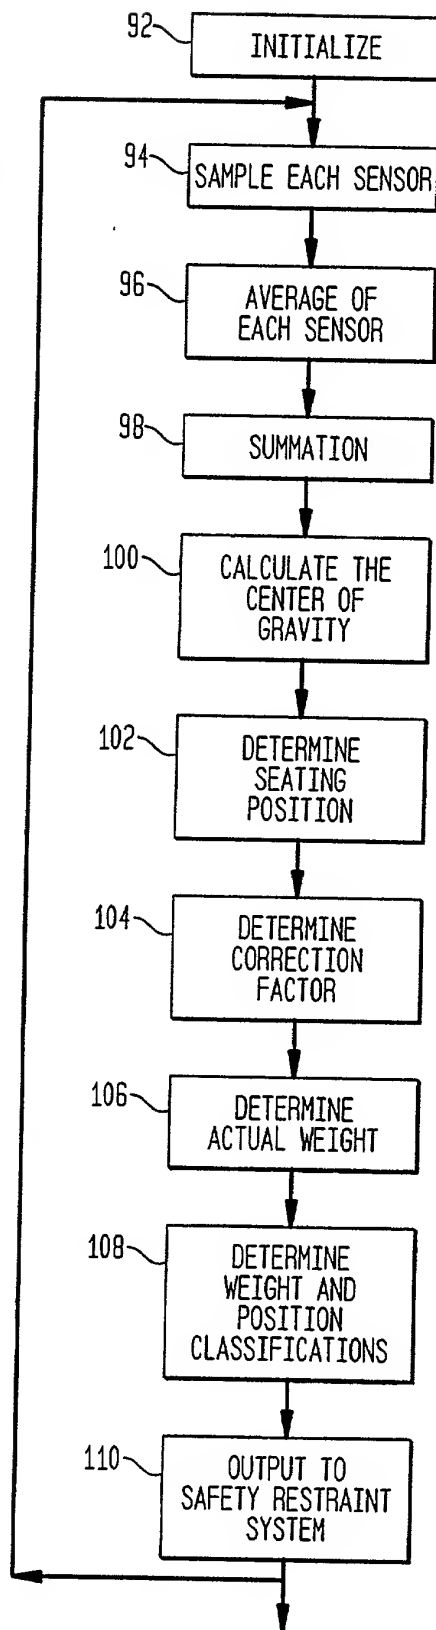 92
INITIALIZE
94
SAMPLE EACH SENSOR
96
AVERAGE OF
EACH SENSOR
98
SUMMATION
100
CALCULATE THE
CENTER OF
GRAVITY
102
DETERMINE
SEATING
POSITION
104
DETERMINE
CORRECTION
FACTOR
106
DETERMINE
ACTUAL WEIGHT
108
DETERMINE
WEIGHT AND
POSITION
CLASSIFICATIONS
110
OUTPUT TO
SAFETY RESTRAINT
SYSTEM